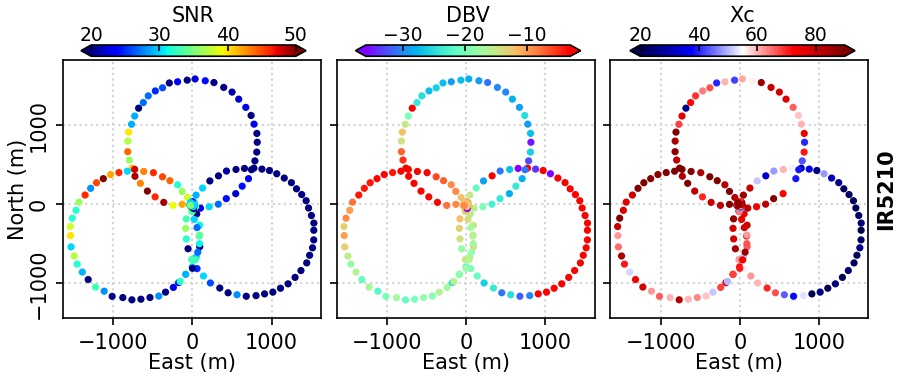 SNR DBV Xc
20 30 40 50 −30 −20 −10 20 40 60 80
North (m)
1000
0
−1000
IR5210
−1000 0 1000 −1000 0 1000 −1000 0 1000
East (m) East (m) East (m)